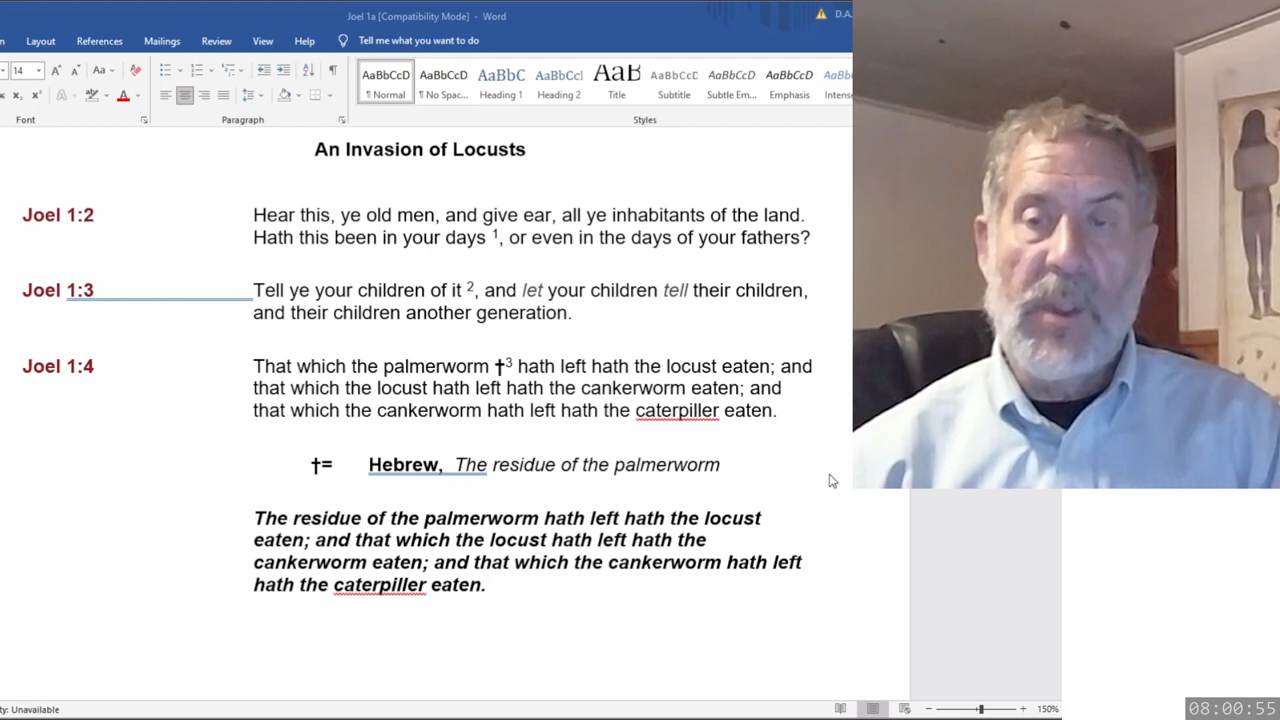 Joel 1a [Compatibility Mode] - Word
D.A.
n Layout References Mailings Review View Help Tell me what you want to do
14 Aa
AaBbCcD AaBbCcD AaBbC AaBbCcI AaB AaBbCcC AaBbCcD AaBbCcD AaBb
¶ Normal ¶ No Spac... Heading 1 Heading 2 Title Subtitle Subtle Em... Emphasis Intens
Font Paragraph Styles
An Invasion of Locusts
Joel 1:2 Hear this, ye old men, and give ear, all ye inhabitants of the land.
Hath this been in your days ¹, or even in the days of your fathers?
Joel 1:3 Tell ye your children of it ², and let your children tell their children,
and their children another generation.
Joel 1:4 That which the palmerworm †³ hath left hath the locust eaten; and
that which the locust hath left hath the cankerworm eaten; and
that which the cankerworm hath left hath the caterpiller eaten.
†= Hebrew, The residue of the palmerworm
The residue of the palmerworm hath left hath the locust
eaten; and that which the locust hath left hath the
cankerworm eaten; and that which the cankerworm hath left
hath the caterpiller eaten.
ty: Unavailable
150%
08:00:55